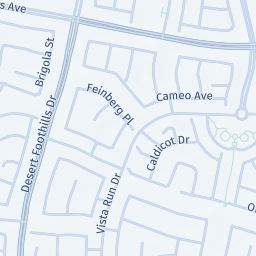 s Ave
Brigola St
Feinberg Pl
Cameo Ave
Caldicot Dr
Desert Foothills Dr
Vista Run Dr
O